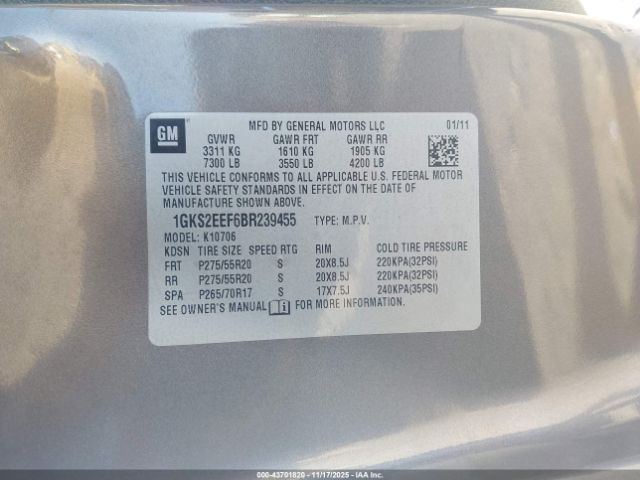 GM
MFD BY GENERAL MOTORS LLC 01/11
GVWR GAWR FRT GAWR RR
3311 KG 1610 KG 1905 KG
7300 LB 3550 LB 4200 LB
THIS VEHICLE CONFORMS TO ALL APPLICABLE U.S. FEDERAL MOTOR
VEHICLE SAFETY STANDARDS IN EFFECT ON THE DATE OF
MANUFACTURE SHOWN ABOVE.
1GKS2EEF6BR239455 TYPE: M.P.V.
MODEL: K10706
KDSN TIRE SIZE SPEED RTG RIM COLD TIRE PRESSURE
FRT P275/55R20 S 20X8.5J 220KPA(32PSI)
RR P275/55R20 S 20X8.5J 220KPA(32PSI)
SPA P265/70R17 S 17X7.5J 240KPA(35PSI)
SEE OWNER'S MANUAL FOR MORE INFORMATION
000-43701820 - 11/17/2025 - IAA Inc.